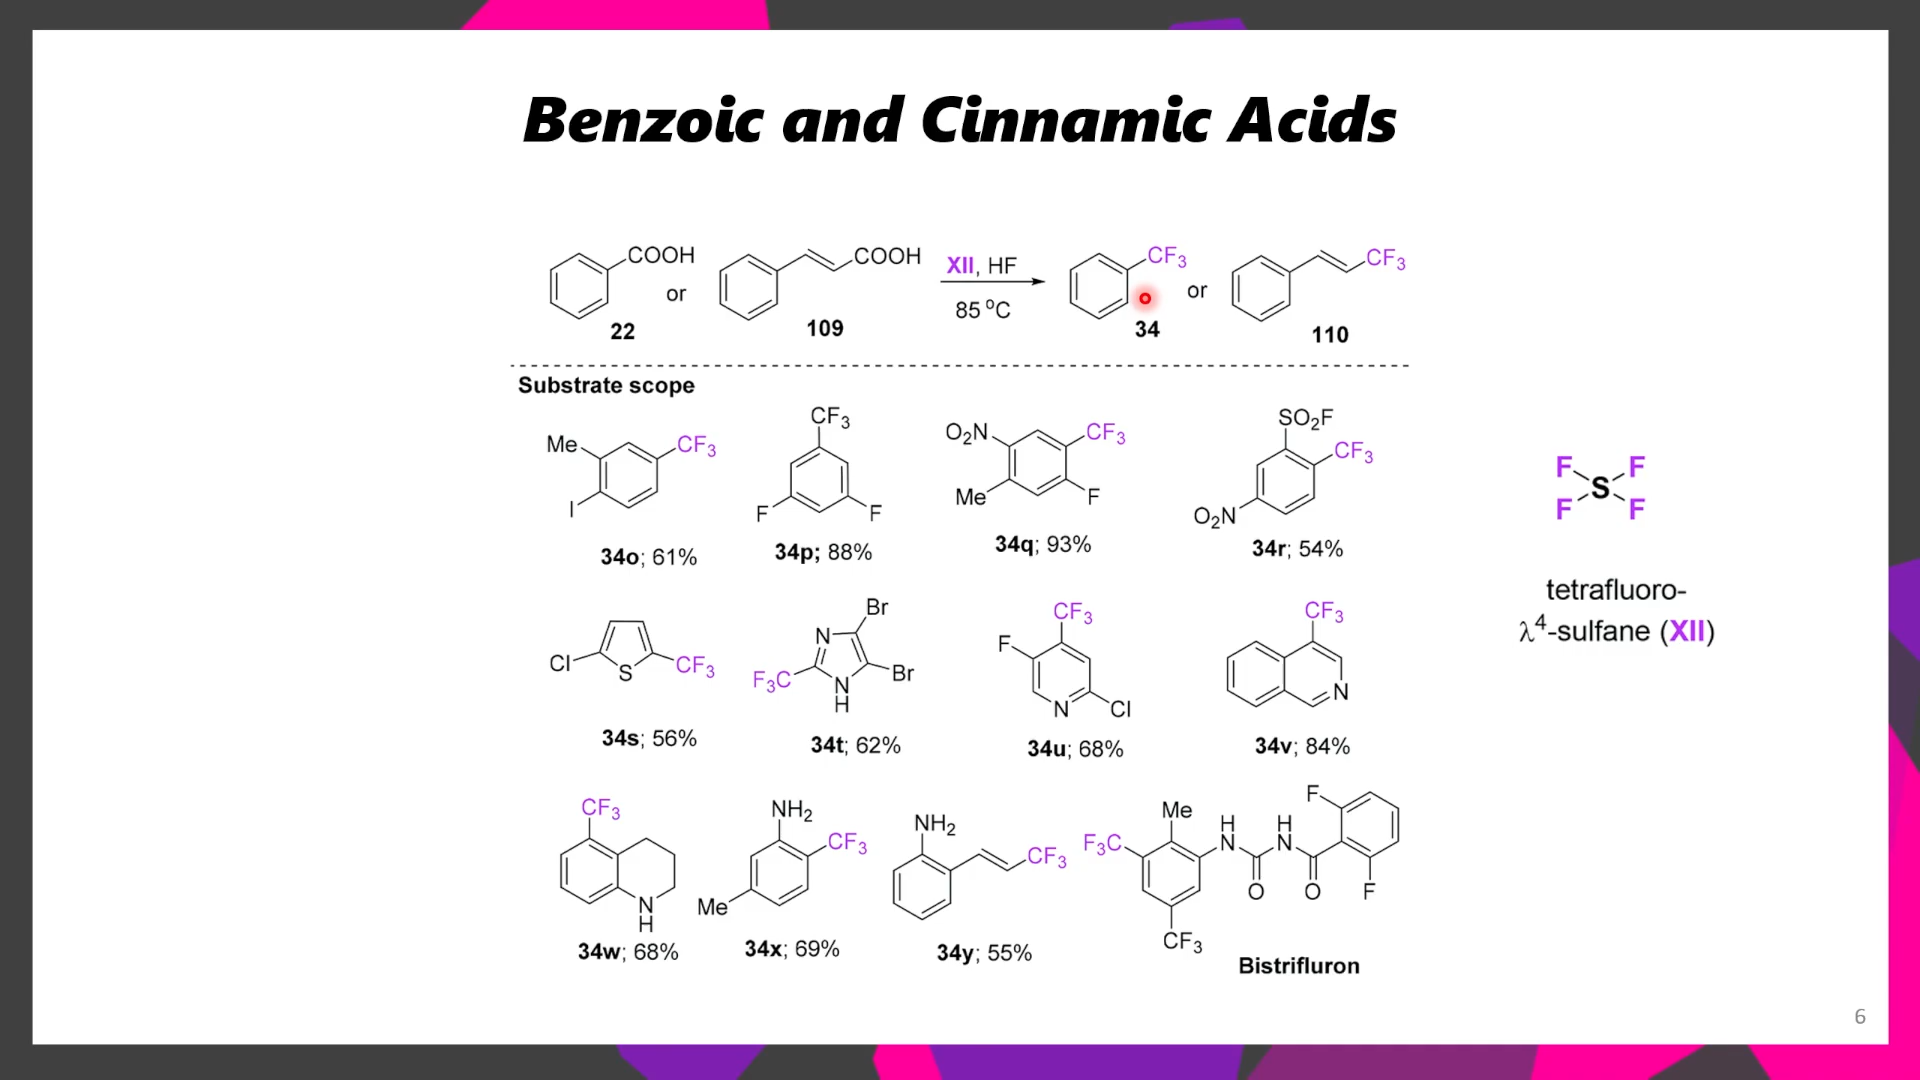 Benzoic and Cinnamic Acids
COOH
or
22
COOH
109
XII, HF
85 °C
CF3
34
or
CF3
110
Substrate scope
Me
CF3
I
34o; 61%
CF3
F
F
34p; 88%
O2N
CF3
Me
F
34q; 93%
SO2F
CF3
O2N
34r; 54%
F
F
S
F
F
tetrafluoro-
λ4-sulfane (XII)
Cl
S
CF3
34s; 56%
Br
N
Br
F3C
N
H
34t; 62%
CF3
F
N
Cl
34u; 68%
CF3
N
34v; 84%
CF3
N
H
34w; 68%
NH2
CF3
Me
34x; 69%
NH2
CF3
34y; 55%
Me
F3C
H
N
H
N
O
O
F
F
CF3
Bistrifluron
6